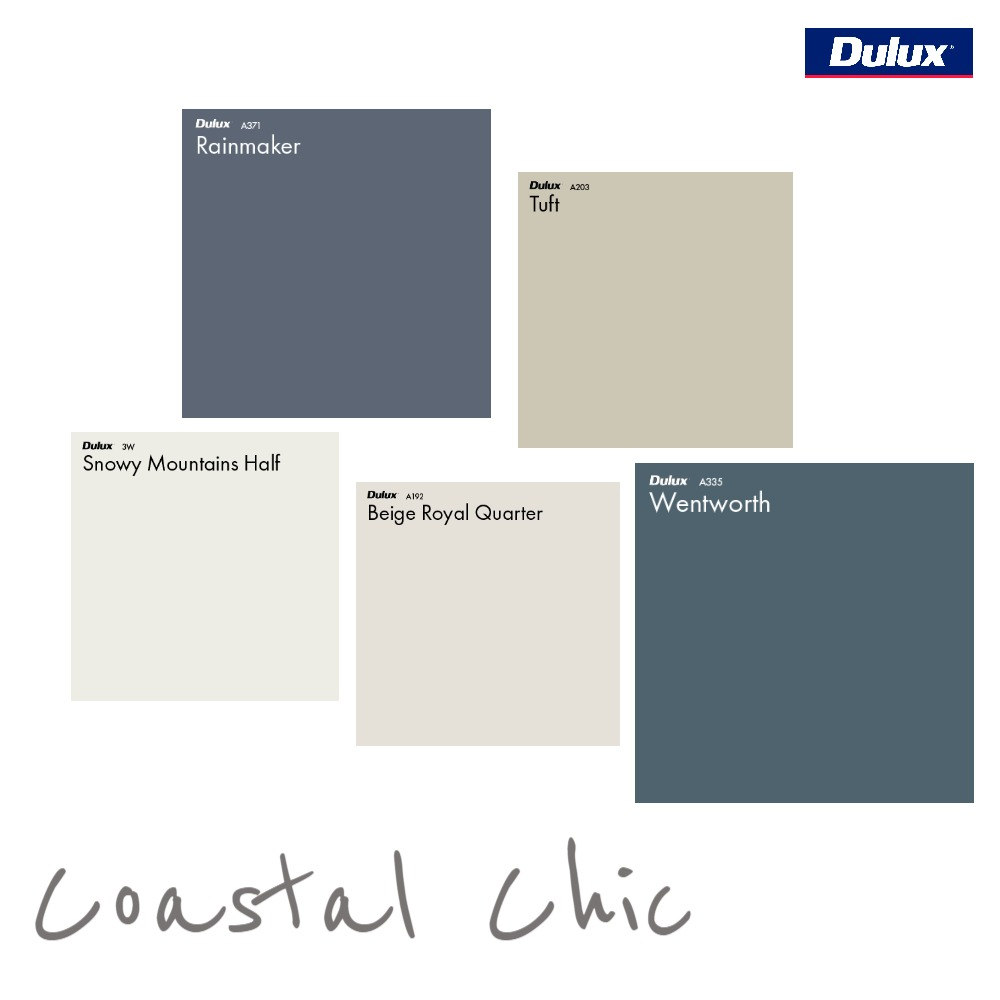 Dulux
Dulux A371
Rainmaker
Dulux A203
Tuft
Dulux 3W
Snowy Mountains Half
Dulux A192
Beige Royal Quarter
Dulux A335
Wentworth
Coastal Chic